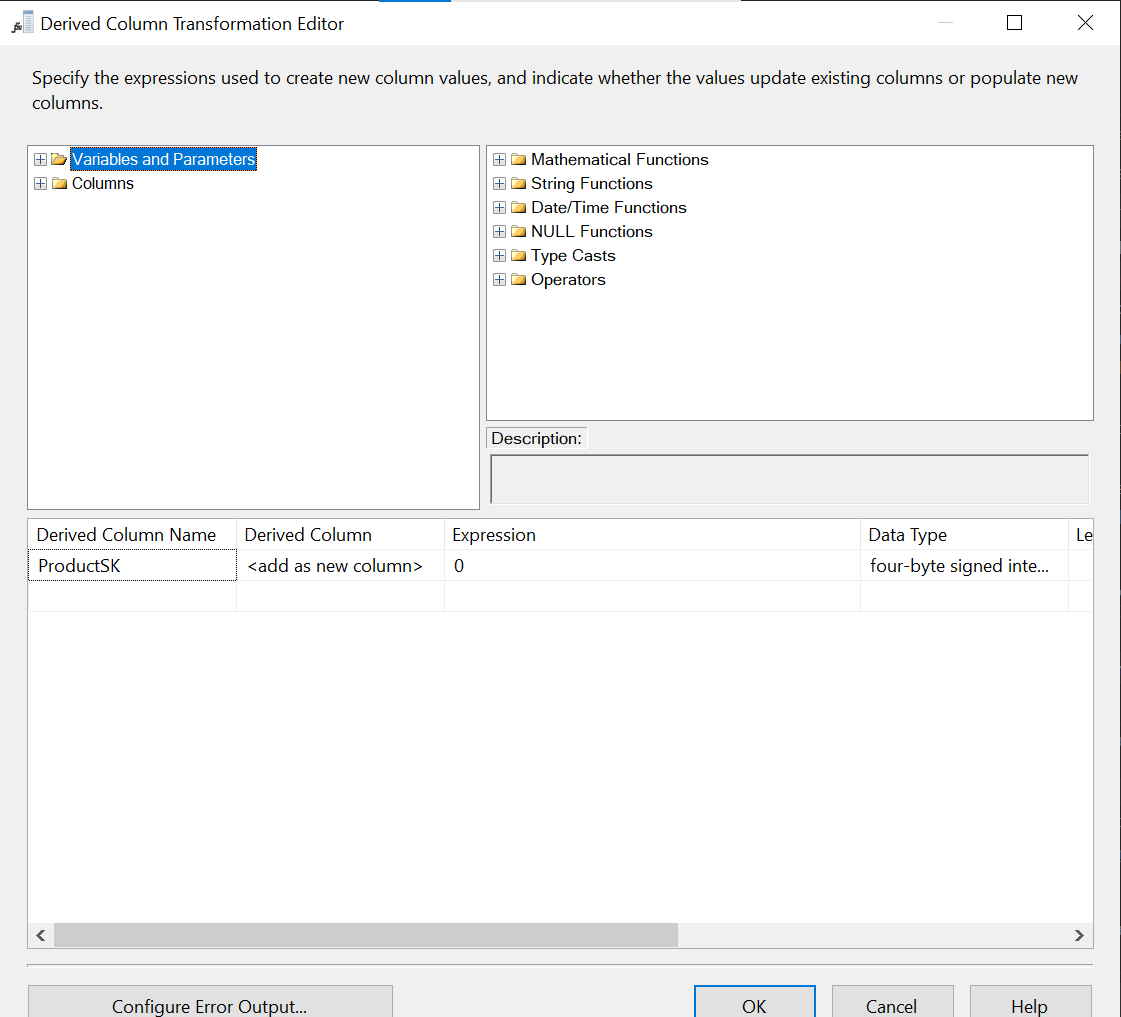 Derived Column Transformation Editor
Specify the expressions used to create new column values, and indicate whether the values update existing columns or populate new
columns.
Variables and Parameters
Columns
Mathematical Functions
String Functions
Date/Time Functions
NULL Functions
Type Casts
Operators
Description:
Derived Column Name Derived Column Expression Data Type Le
ProductSK <add as new column> 0 four-byte signed inte...
Configure Error Output... OK Cancel Help